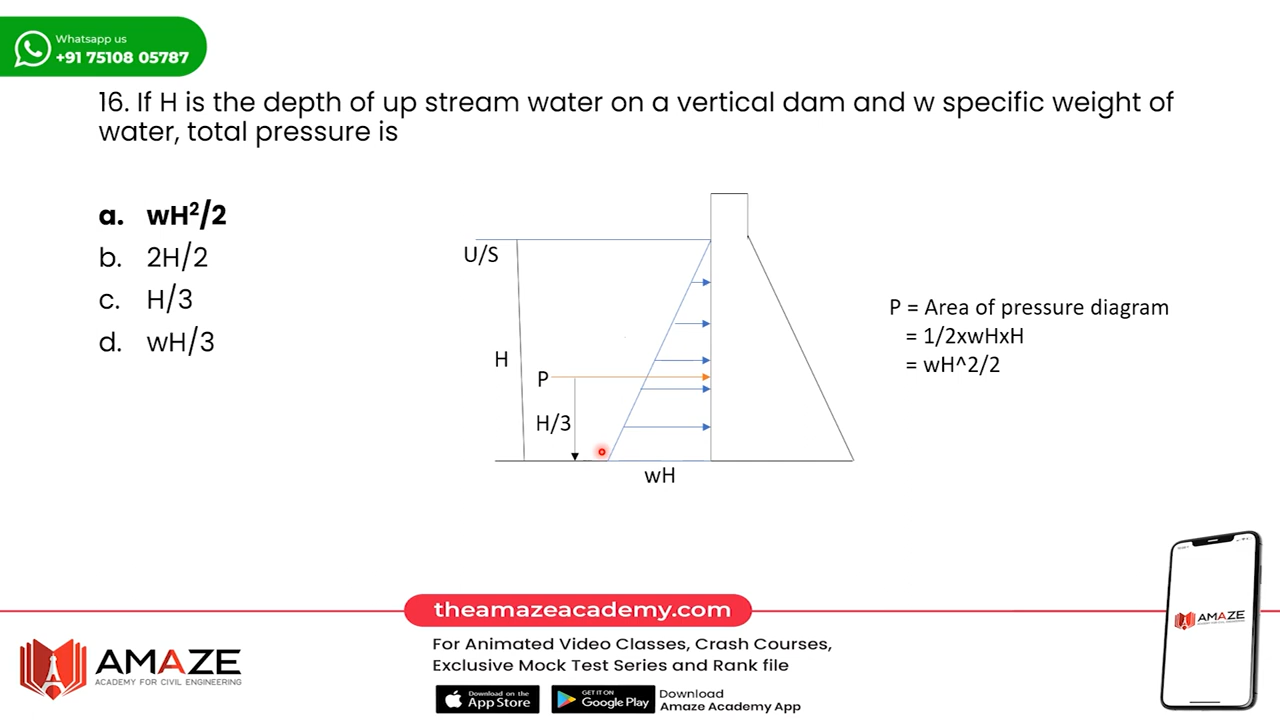 Whatsapp us
+91 75108 05787
16. If H is the depth of up stream water on a vertical dam and w specific weight of
water, total pressure is
a. wH²/2
b. 2H/2
c. H/3
d. wH/3
U/S
H
P
H/3
wH
P = Area of pressure diagram
= 1/2xwHxH
= wH^2/2
theamazeacademy.com
For Animated Video Classes, Crash Courses,
Exclusive Mock Test Series and Rank file
AMAZE
ACADEMY FOR CIVIL ENGINEERING
Download on the
App Store
GET IT ON
Google Play
Download
Amaze Academy App
AMAZE